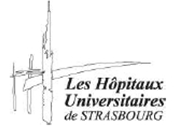 Les Hôpitaux
Universitaires
de STRASBOURG